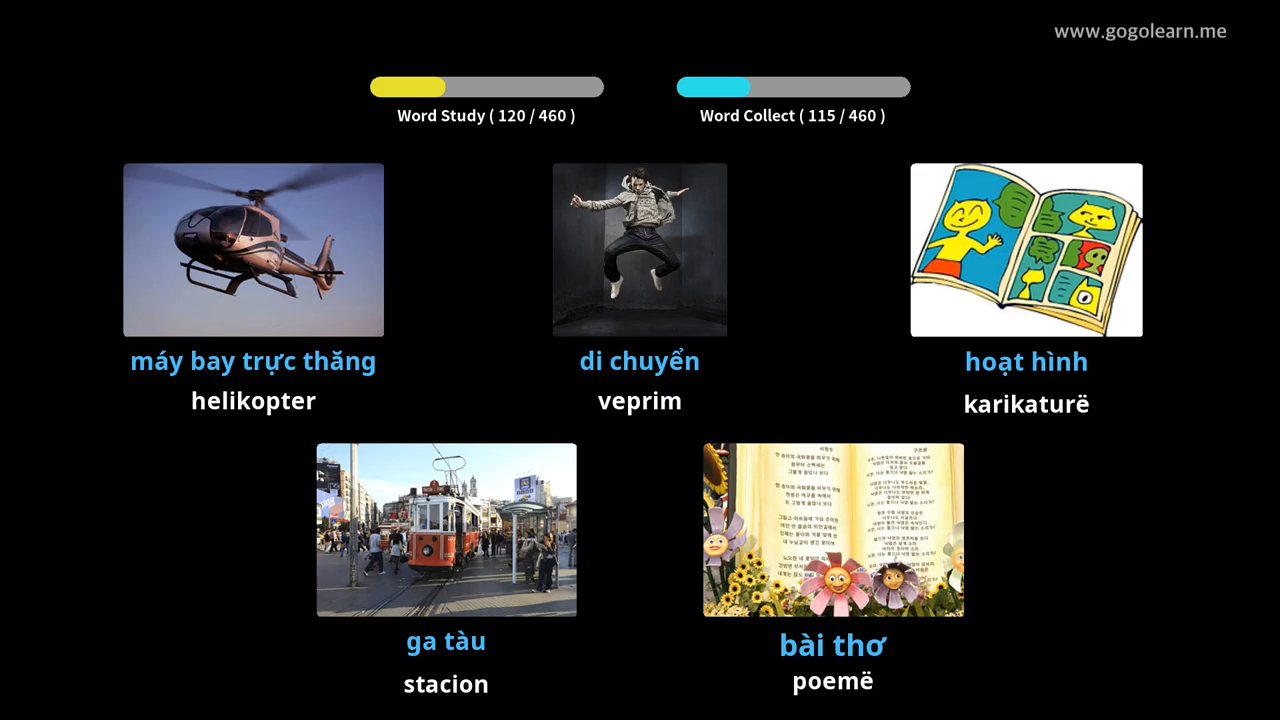 www.gogolearn.me
Word Study ( 120 / 460 )
Word Collect ( 115 / 460 )
máy bay trực thăng
di chuyển
hoạt hình
helikopter
veprim
karikaturë
ga tàu
bài thơ
stacion
poemë